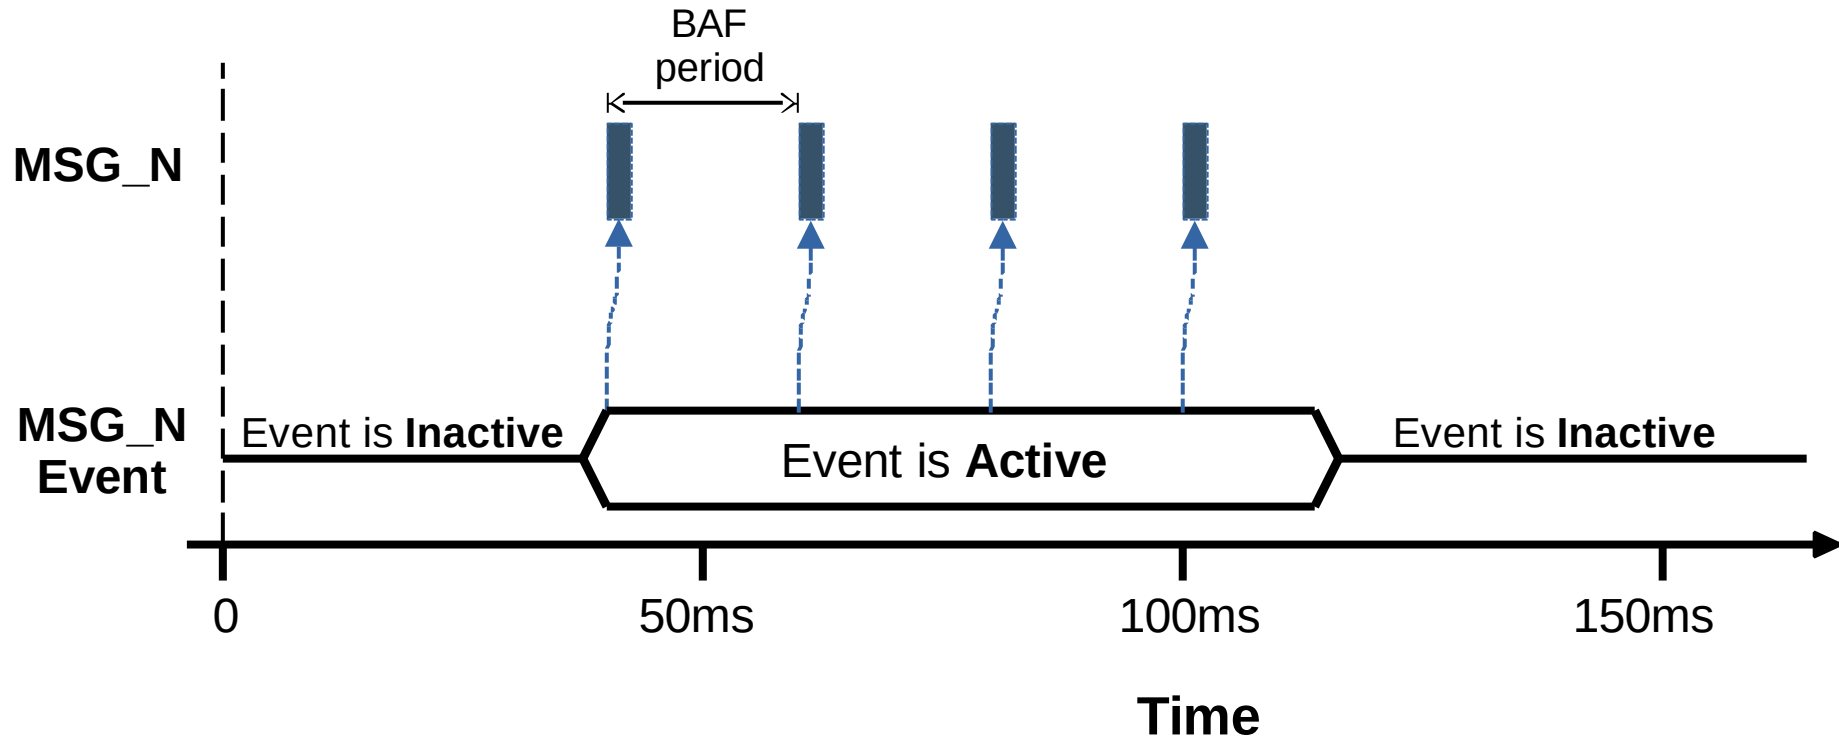 BAF
period
MSG_N
MSG_N
Event
Event is Inactive
Event is Active
Event is Inactive
0
50ms
100ms
150ms
Time